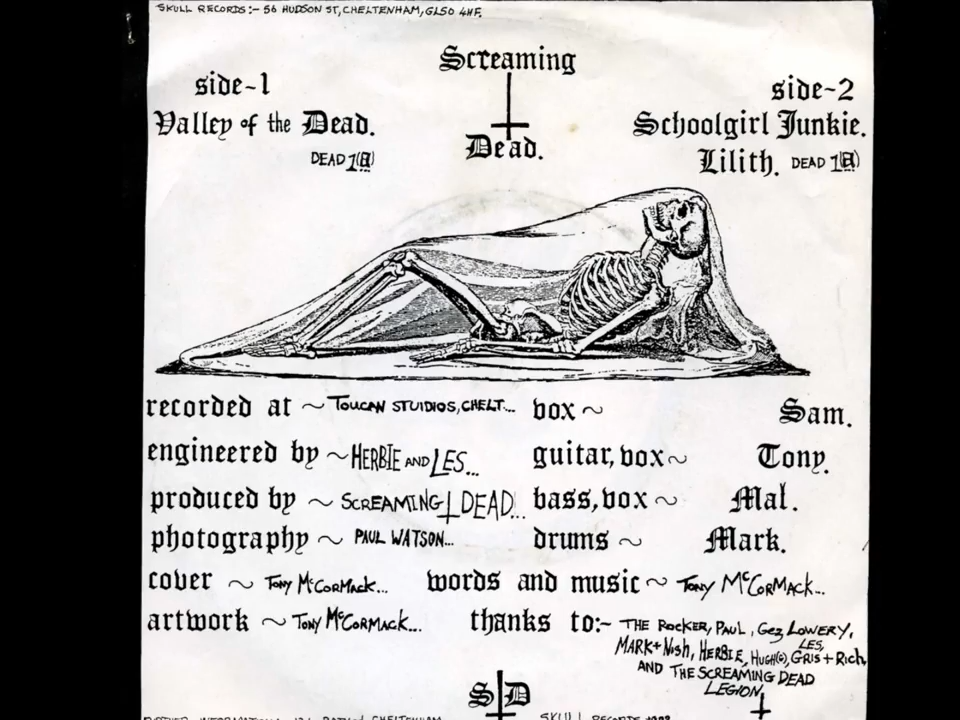 SKULL RECORDS:- 56 HUDSON ST, CHELTENHAM, GL50 4HF.
Screaming
Dead.
side-1
Valley of the Dead.
DEAD 1(A)
side-2
Schoolgirl Junkie.
Lilith. DEAD 1(B)
recorded at ~ TOUCAN STUIDIOS, CHELT... vox ~ Sam.
engineered by ~ HERBIE AND LES... guitar, vox ~ Tony.
produced by ~ SCREAMING DEAD... bass, vox ~ Mal.
photography ~ PAUL WATSON... drums ~ Mark.
cover ~ TONY McCORMACK... words and music ~ TONY McCORMACK...
artwork ~ TONY McCORMACK... thanks to:- THE ROCKER, PAUL, GEZ LOWERY,
LES,
MARK + Nish, HERBIE, HUGH(G), GRIS + Rich,
AND THE SCREAMING DEAD
LEGION,
S D
CHELTENHAM
SKULL RECORDS